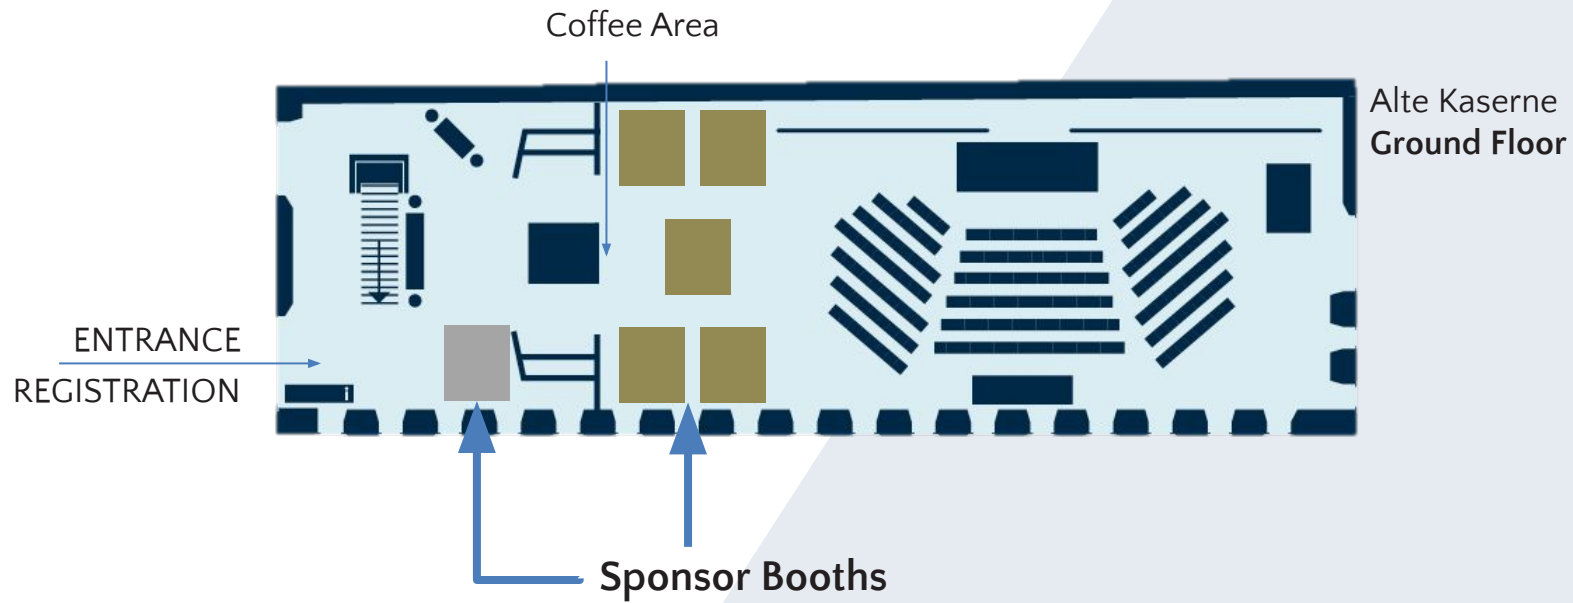 Coffee Area
Alte Kaserne
Ground Floor
ENTRANCE
REGISTRATION
i
Sponsor Booths